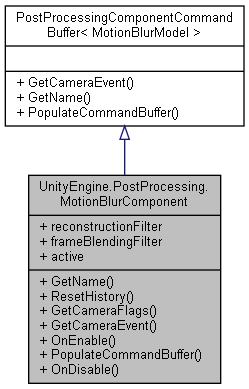 PostProcessingComponentCommand
Buffer< MotionBlurModel >
+ GetCameraEvent()
+ GetName()
+ PopulateCommandBuffer()
UnityEngine.PostProcessing.
MotionBlurComponent
+ reconstructionFilter
+ frameBlendingFilter
+ active
+ GetName()
+ ResetHistory()
+ GetCameraFlags()
+ GetCameraEvent()
+ OnEnable()
+ PopulateCommandBuffer()
+ OnDisable()